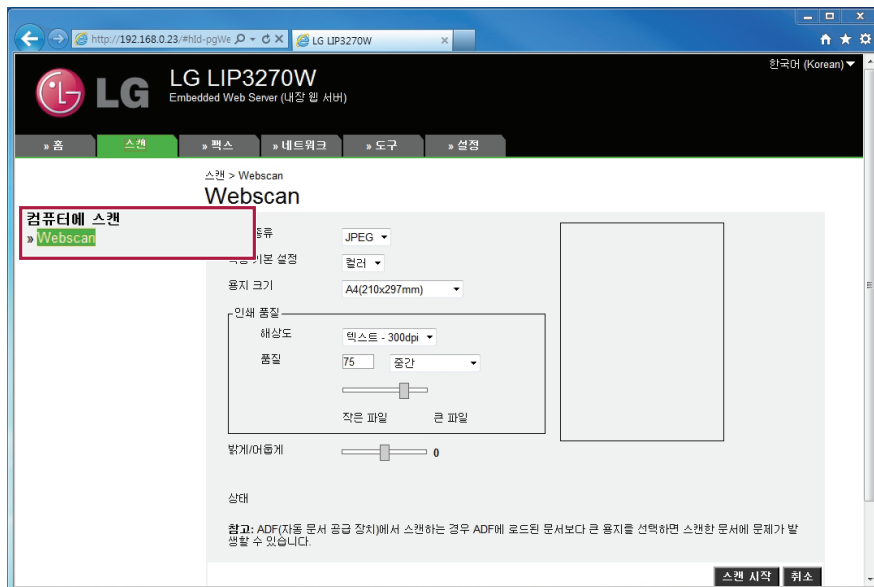 http://192.168.0.23/#hId-pgWe
LG LIP3270W
한국어 (Korean)
LG
LG LIP3270W
Embedded Web Server (내장 웹 서버)
» 홈 스캔 » 팩스 » 네트워크 » 도구 » 설정
스캔 > Webscan
Webscan
컴퓨터에 스캔
» Webscan
종류 JPEG
기본 설정 컬러
용지 크기 A4(210x297mm)
인쇄 품질
해상도 텍스트 - 300dpi
품질 75 중간
작은 파일 큰 파일
밝게/어둡게 0
상태
참고: ADF(자동 문서 공급 장치)에서 스캔하는 경우 ADF에 로드된 문서보다 큰 용지를 선택하면 스캔한 문서에 문제가 발
생할 수 있습니다.
스캔 시작 취소